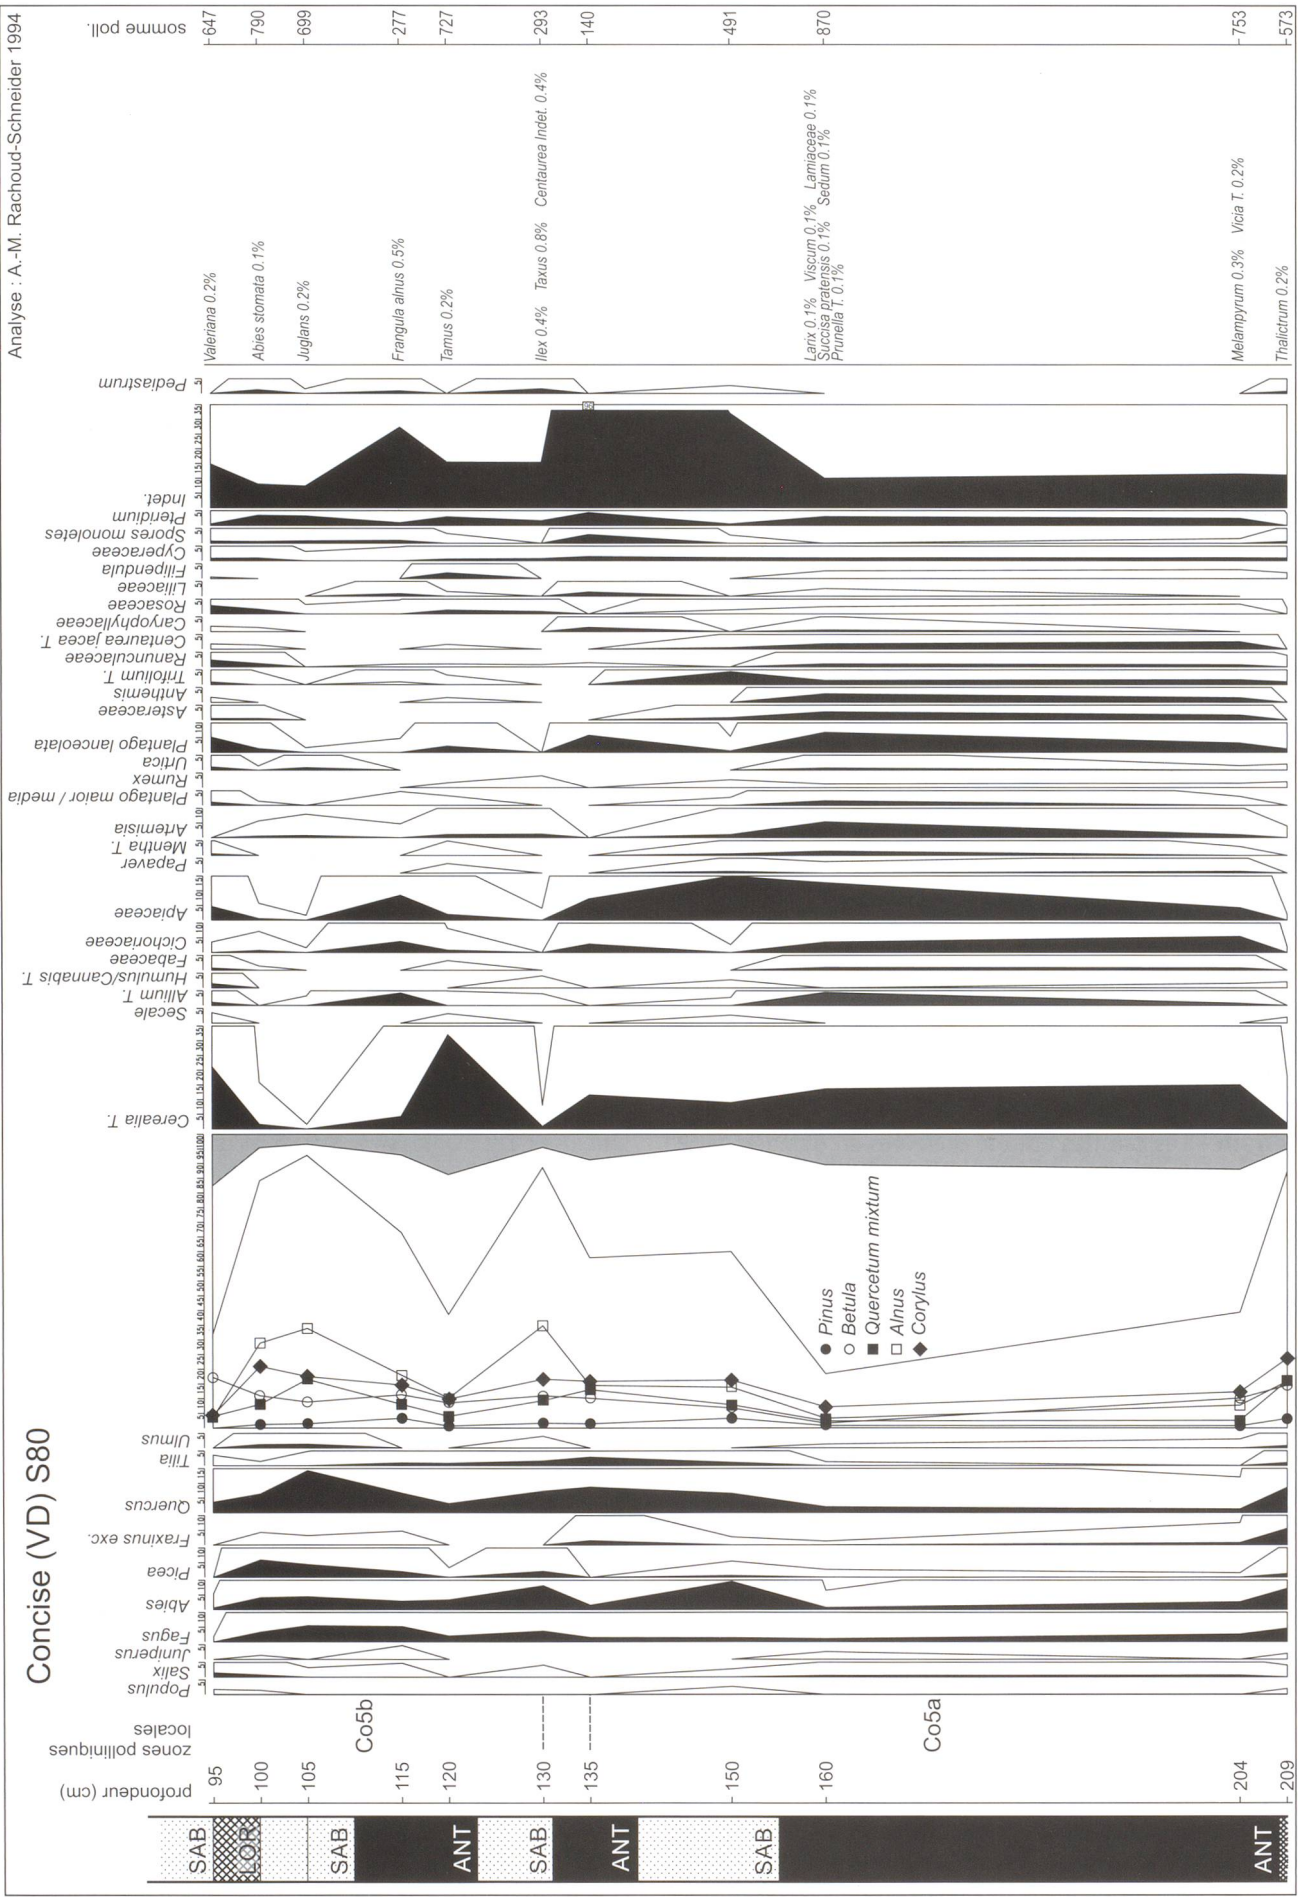 Concise (VD) S80
Analyse : A.-M. Rachoud-Schneider 1994
profondeur (cm)
zones polliniques
locales
Populus
Salix
Juniperus
Fagus
Abies
Picea
Fraxinus exc.
Quercus
Tilia
Ulmus
Cerealia T.
Secale
Allium T.
Humulus/Cannabis T.
Fabaceae
Cichoriaceae
Apiaceae
Papaver
Mentha T.
Artemisia
Plantago maior / media
Rumex
Urtica
Plantago lanceolata
Asteraceae
Anthemis
Trifolium T.
Ranunculaceae
Centaurea jacea T.
Caryophyllaceae
Rosaceae
Liliaceae
Filipendula
Cyperaceae
Spores monoletes
Pteridium
Indet.
Pediastrum
somme poll.
SAB
LOR
SAB
ANT
SAB
ANT
SAB
ANT
95
100
105
115
120
130
135
150
160
204
209
Co5b
Co5a
Pinus
Betula
Quercetum mixtum
Alnus
Corylus
Valeriana 0.2%
Abies stomata 0.1%
Juglans 0.2%
Frangula alnus 0.5%
Tamus 0.2%
Ilex 0.4% Taxus 0.8% Centaurea Indet. 0.4%
Larix 0.1% Viscum 0.1% Lamiaceae 0.1%
Succisa pratensis 0.1% Sedum 0.1%
Prunella T. 0.1%
Melampyrum 0.3% Vicia T. 0.2%
Thalictrum 0.2%
647
790
699
277
727
293
140
491
870
753
573